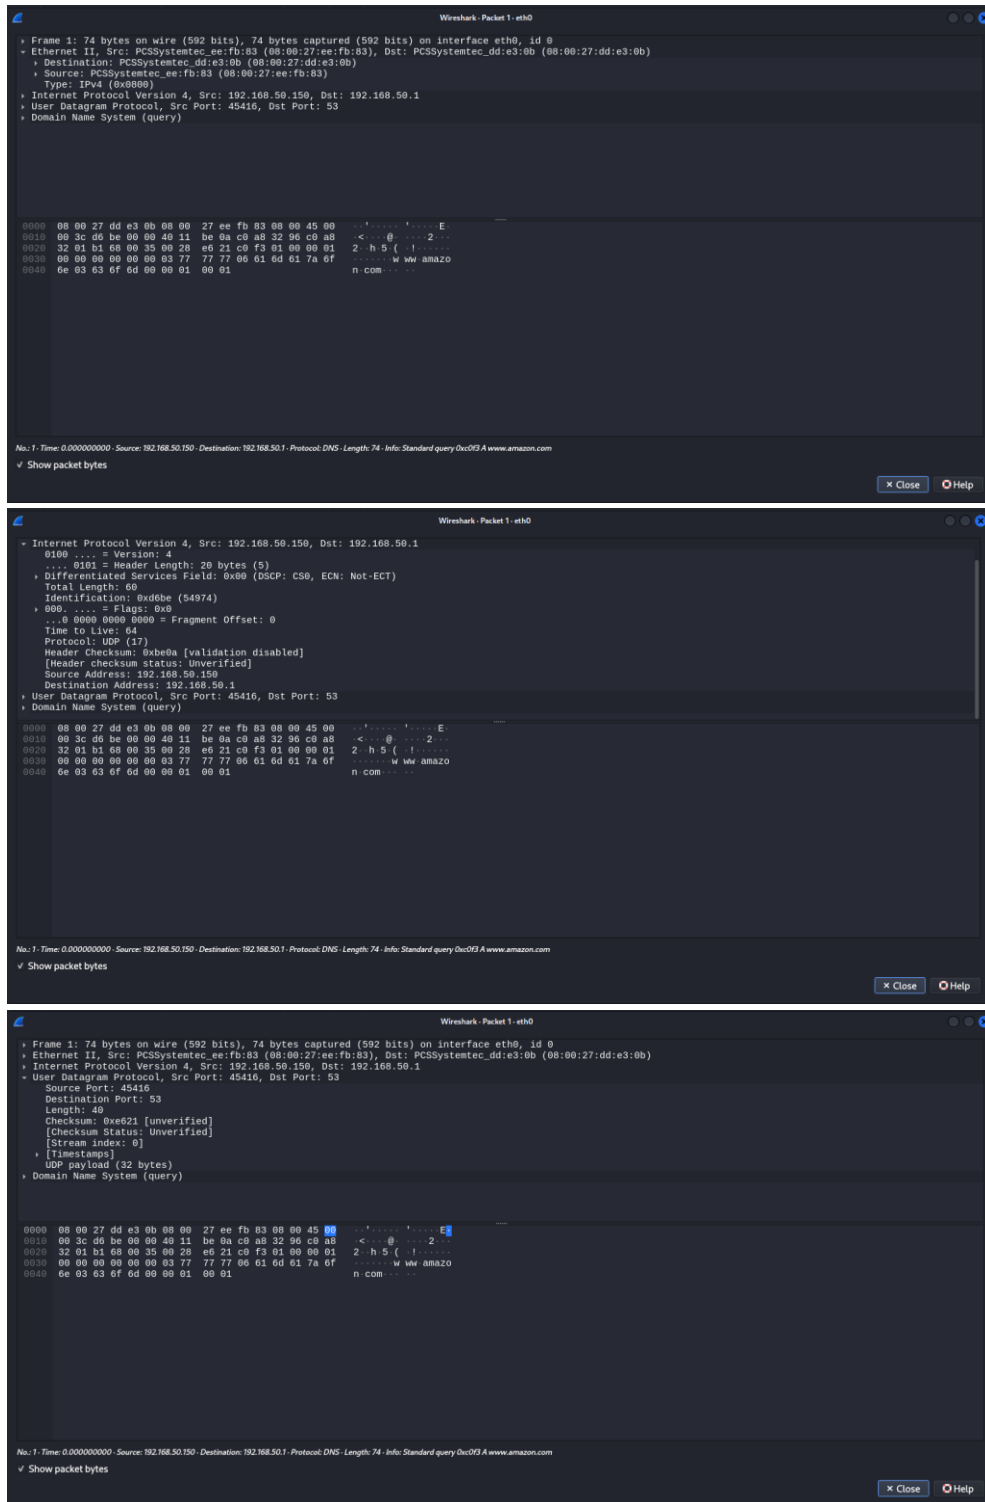 Wireshark · Packet 1 · eth0
Frame 1: 74 bytes on wire (592 bits), 74 bytes captured (592 bits) on interface eth0, id 0
Ethernet II, Src: PCSSystemtec_ee:fb:83 (08:00:27:ee:fb:83), Dst: PCSSystemtec_dd:e3:0b (08:00:27:dd:e3:0b)
Destination: PCSSystemtec_dd:e3:0b (08:00:27:dd:e3:0b)
Source: PCSSystemtec_ee:fb:83 (08:00:27:ee:fb:83)
Type: IPv4 (0x0800)
Internet Protocol Version 4, Src: 192.168.50.150, Dst: 192.168.50.1
User Datagram Protocol, Src Port: 45416, Dst Port: 53
Domain Name System (query)
0000 08 00 27 dd e3 0b 08 00 27 ee fb 83 08 00 45 00 ··'·····'·····E·
0010 00 3c d6 be 00 00 40 11 be 0a c0 a8 32 96 c0 a8 ·<····@·····2···
0020 32 01 b1 68 00 35 00 28 e6 21 c0 f3 01 00 00 01 2··h·5·(·!······
0030 00 00 00 00 00 00 03 77 77 77 06 61 6d 61 7a 6f ·······w ww·amazo
0040 6e 03 63 6f 6d 00 00 01 00 01 n·com·····
No.: 1 · Time: 0.000000000 · Source: 192.168.50.150 · Destination: 192.168.50.1 · Protocol: DNS · Length: 74 · Info: Standard query 0xc0f3 A www.amazon.com
Show packet bytes
Close Help
Wireshark · Packet 1 · eth0
Internet Protocol Version 4, Src: 192.168.50.150, Dst: 192.168.50.1
0100 .... = Version: 4
.... 0101 = Header Length: 20 bytes (5)
Differentiated Services Field: 0x00 (DSCP: CS0, ECN: Not-ECT)
Total Length: 60
Identification: 0xd6be (54974)
000. .... = Flags: 0x0
...0 0000 0000 0000 = Fragment Offset: 0
Time to Live: 64
Protocol: UDP (17)
Header Checksum: 0xbe0a [validation disabled]
[Header checksum status: Unverified]
Source Address: 192.168.50.150
Destination Address: 192.168.50.1
User Datagram Protocol, Src Port: 45416, Dst Port: 53
Domain Name System (query)
0000 08 00 27 dd e3 0b 08 00 27 ee fb 83 08 00 45 00 ··'·····'·····E·
0010 00 3c d6 be 00 00 40 11 be 0a c0 a8 32 96 c0 a8 ·<····@·····2···
0020 32 01 b1 68 00 35 00 28 e6 21 c0 f3 01 00 00 01 2··h·5·(·!······
0030 00 00 00 00 00 00 03 77 77 77 06 61 6d 61 7a 6f ·······w ww·amazo
0040 6e 03 63 6f 6d 00 00 01 00 01 n·com·····
No.: 1 · Time: 0.000000000 · Source: 192.168.50.150 · Destination: 192.168.50.1 · Protocol: DNS · Length: 74 · Info: Standard query 0xc0f3 A www.amazon.com
Show packet bytes
Close Help
Wireshark · Packet 1 · eth0
Frame 1: 74 bytes on wire (592 bits), 74 bytes captured (592 bits) on interface eth0, id 0
Ethernet II, Src: PCSSystemtec_ee:fb:83 (08:00:27:ee:fb:83), Dst: PCSSystemtec_dd:e3:0b (08:00:27:dd:e3:0b)
Internet Protocol Version 4, Src: 192.168.50.150, Dst: 192.168.50.1
User Datagram Protocol, Src Port: 45416, Dst Port: 53
Source Port: 45416
Destination Port: 53
Length: 40
Checksum: 0xe621 [unverified]
[Checksum Status: Unverified]
[Stream index: 0]
[Timestamps]
UDP payload (32 bytes)
Domain Name System (query)
0000 08 00 27 dd e3 0b 08 00 27 ee fb 83 08 00 45 00 ··'·····'·····E·
0010 00 3c d6 be 00 00 40 11 be 0a c0 a8 32 96 c0 a8 ·<····@·····2···
0020 32 01 b1 68 00 35 00 28 e6 21 c0 f3 01 00 00 01 2··h·5·(·!······
0030 00 00 00 00 00 00 03 77 77 77 06 61 6d 61 7a 6f ·······w ww·amazo
0040 6e 03 63 6f 6d 00 00 01 00 01 n·com·····
No.: 1 · Time: 0.000000000 · Source: 192.168.50.150 · Destination: 192.168.50.1 · Protocol: DNS · Length: 74 · Info: Standard query 0xc0f3 A www.amazon.com
Show packet bytes
Close Help